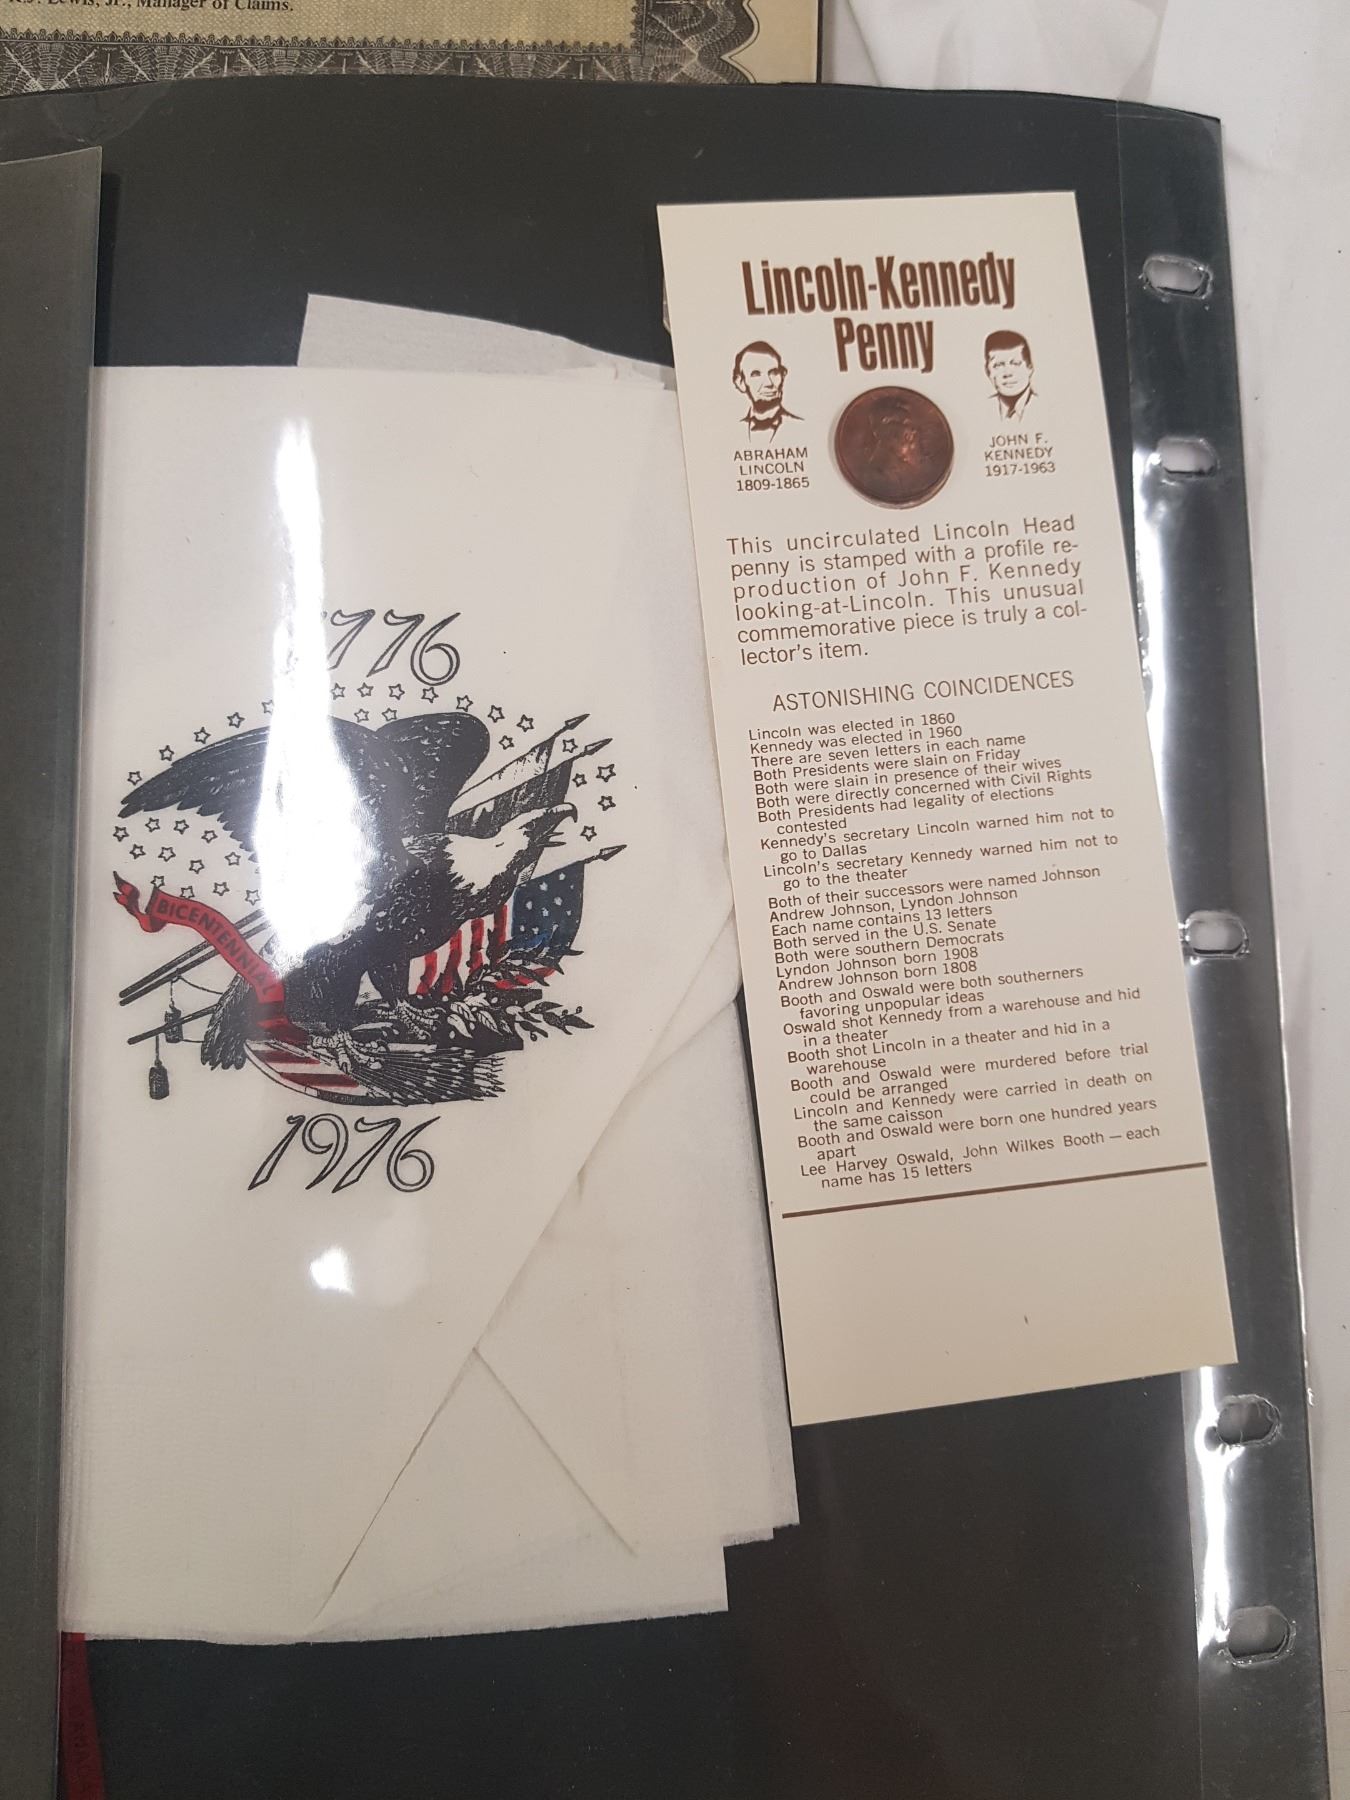 Lewis, Jr., Manager of Claims.
1776
BICENTENNIAL
1976
Lincoln-Kennedy
Penny
ABRAHAM
LINCOLN
1809-1865
JOHN F.
KENNEDY
1917-1963
This uncirculated Lincoln Head
penny is stamped with a profile re-
production of John F. Kennedy
looking-at-Lincoln. This unusual
commemorative piece is truly a col-
lector's item.
ASTONISHING COINCIDENCES
Lincoln was elected in 1860
Kennedy was elected in 1960
There are seven letters in each name
Both Presidents were slain on Friday
Both were slain in presence of their wives
Both were directly concerned with Civil Rights
Both Presidents had legality of elections
contested
Kennedy's secretary Lincoln warned him not to
go to Dallas
Lincoln's secretary Kennedy warned him not to
go to the theater
Both of their successors were named Johnson
Andrew Johnson, Lyndon Johnson
Each name contains 13 letters
Both served in the U.S. Senate
Both were southern Democrats
Lyndon Johnson born 1908
Andrew Johnson born 1808
Booth and Oswald were both southerners
favoring unpopular ideas
Oswald shot Kennedy from a warehouse and hid
in a theater
Booth shot Lincoln in a theater and hid in a
warehouse
Booth and Oswald were murdered before trial
could be arranged
Lincoln and Kennedy were carried in death on
the same caisson
Booth and Oswald were born one hundred years
apart
Lee Harvey Oswald, John Wilkes Booth — each
name has 15 letters